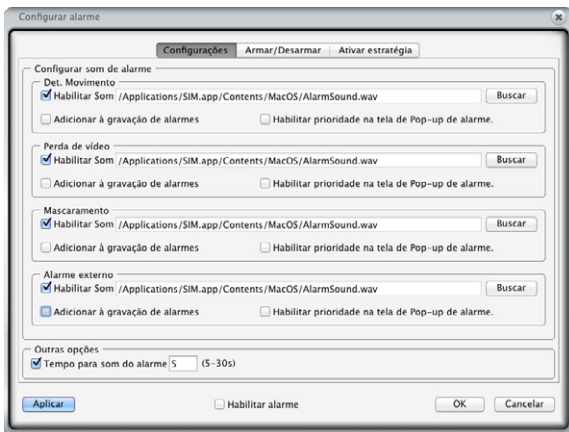 Configurar alarme
Configurações Armar/Desarmar Ativar estratégia
Configurar som de alarme
Det. Movimento
Habilitar Som /Applications/SIM.app/Contents/MacOS/AlarmSound.wav Buscar
Adicionar à gravação de alarmes Habilitar prioridade na tela de Pop-up de alarme.
Perda de vídeo
Habilitar Som /Applications/SIM.app/Contents/MacOS/AlarmSound.wav Buscar
Adicionar à gravação de alarmes Habilitar prioridade na tela de Pop-up de alarme.
Mascaramento
Habilitar Som /Applications/SIM.app/Contents/MacOS/AlarmSound.wav Buscar
Adicionar à gravação de alarmes Habilitar prioridade na tela de Pop-up de alarme.
Alarme externo
Habilitar Som /Applications/SIM.app/Contents/MacOS/AlarmSound.wav Buscar
Adicionar à gravação de alarmes Habilitar prioridade na tela de Pop-up de alarme.
Outras opções
Tempo para som do alarme 5 (5-30s)
Aplicar Habilitar alarme OK Cancelar